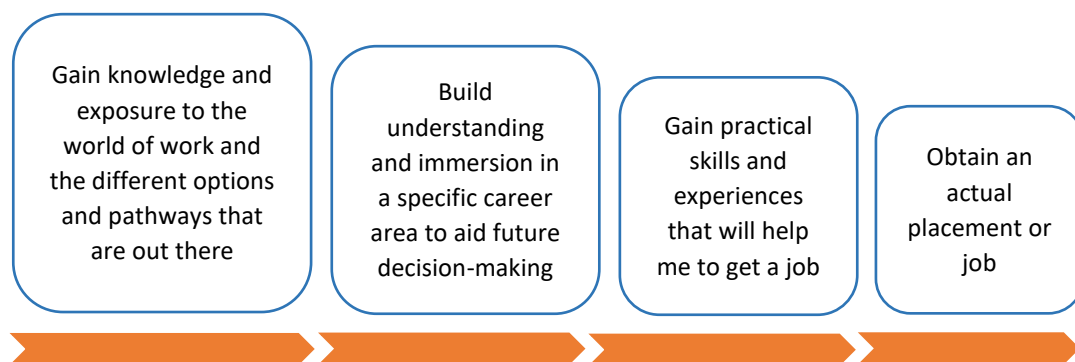 Gain knowledge and
exposure to the
world of work and
the different options
and pathways that
are out there
Build
understanding
and immersion in
a specific career
area to aid future
decision-making
Gain practical
skills and
experiences
that will help
me to get a job
Obtain an
actual
placement or
job